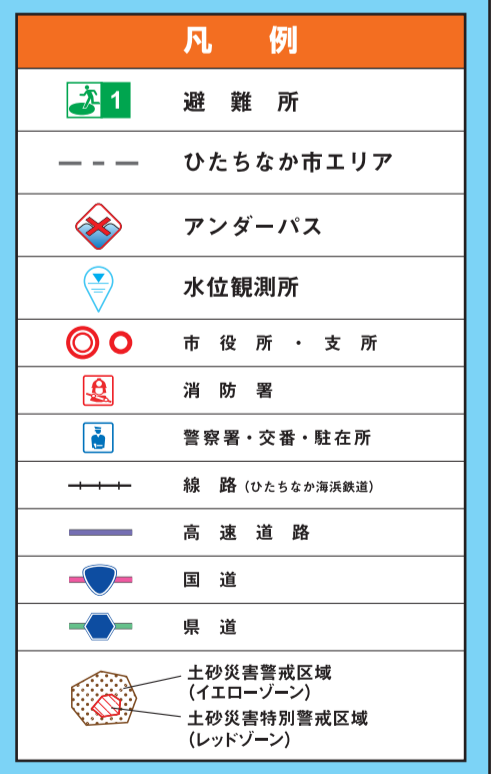 凡例
1 避難所
ひたちなか市エリア
アンダーパス
水位観測所
市役所・支所
消防署
警察署・交番・駐在所
線路(ひたちなか海浜鉄道)
高速道路
国道
県道
土砂災害警戒区域
(イエローゾーン)
土砂災害特別警戒区域
(レッドゾーン)